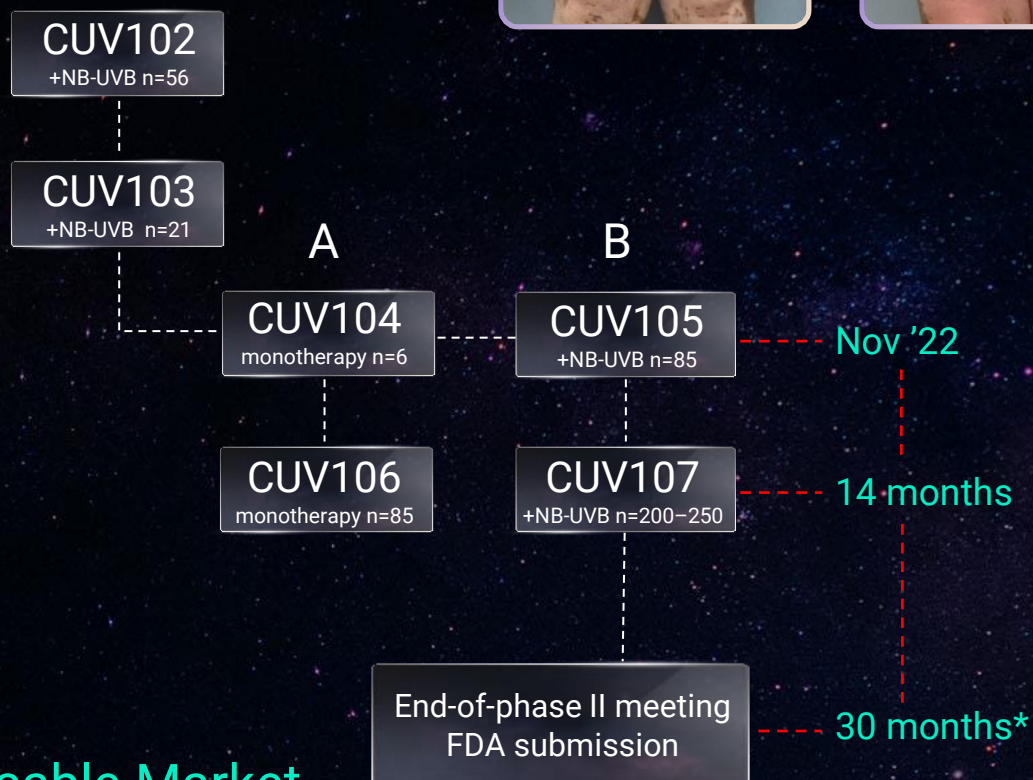 CUV102
+NB-UVB n=56
CUV103
+NB-UVB n=21
A
B
CUV104
monotherapy n=6
CUV105
+NB-UVB n=85
Nov ’22
CUV106
monotherapy n=85
CUV107
+NB-UVB n=200–250
14 months
End-of-phase II meeting
FDA submission
30 months*
Market